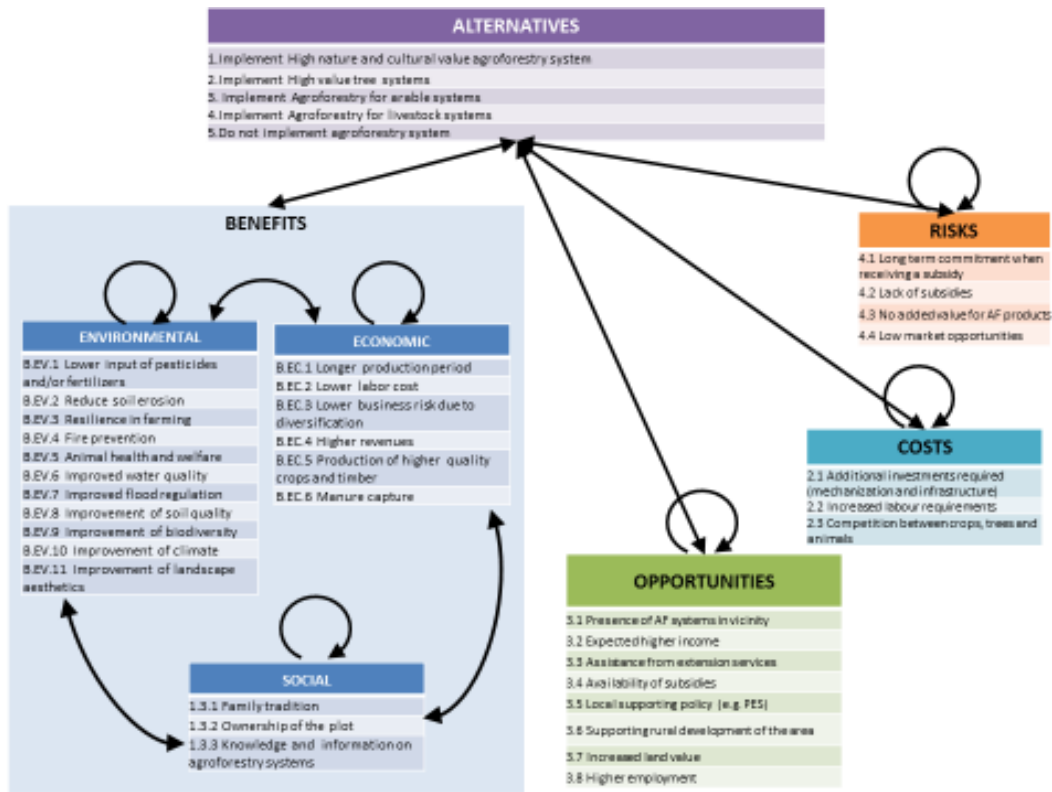 ALTERNATIVES
1.Implement High nature and cultural value agroforestry system
2.Implement High value tree systems
3. Implement Agroforestry for arable systems
4.Implement Agroforestry for livestock systems
5.Do not implement agroforestry system
BENEFITS
ENVIRONMENTAL
B.EV.1 Lower input of pesticides
and/or fertilizers
B.EV.2 Reduce soil erosion
B.EV.3 Resilience in farming
B.EV.4 Fire prevention
B.EV.5 Animal health and welfare
B.EV.6 Improved water quality
B.EV.7 Improved flood regulation
B.EV.8 Improvement of soil quality
B.EV.9 Improvement of biodiversity
B.EV.10 Improvement of climate
B.EV.11 Improvement of landscape
aesthetics
ECONOMIC
B.EC.1 Longer production period
B.EC.2 Lower labor cost
B.EC.3 Lower business risk due to
diversification
B.EC.4 Higher revenues
B.EC.5 Production of higher quality
crops and timber
B.EC.6 Manure capture
SOCIAL
1.3.1 Family tradition
1.3.2 Ownership of the plot
1.3.3 Knowledge and information on
agroforestry systems
RISKS
4.1 Long term commitment when
receiving a subsidy
4.2 Lack of subsidies
4.3 No added value for AF products
4.4 Low market opportunities
COSTS
2.1 Additional investments required
(mechanization and infrastructure)
2.2 Increased labour requirements
2.3 Competition between crops, trees and
animals
OPPORTUNITIES
3.1 Presence of AF systems in vicinity
3.2 Expected higher income
3.3 Assistance from extension services
3.4 Availability of subsidies
3.5 Local supporting policy (e.g. PES)
3.6 Supporting rural development of the area
3.7 Increased land value
3.8 Higher employment